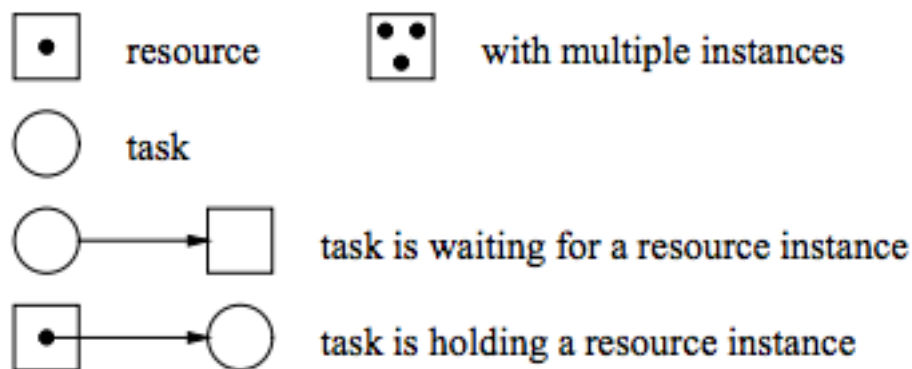 resource with multiple instances
task
task is waiting for a resource instance
task is holding a resource instance